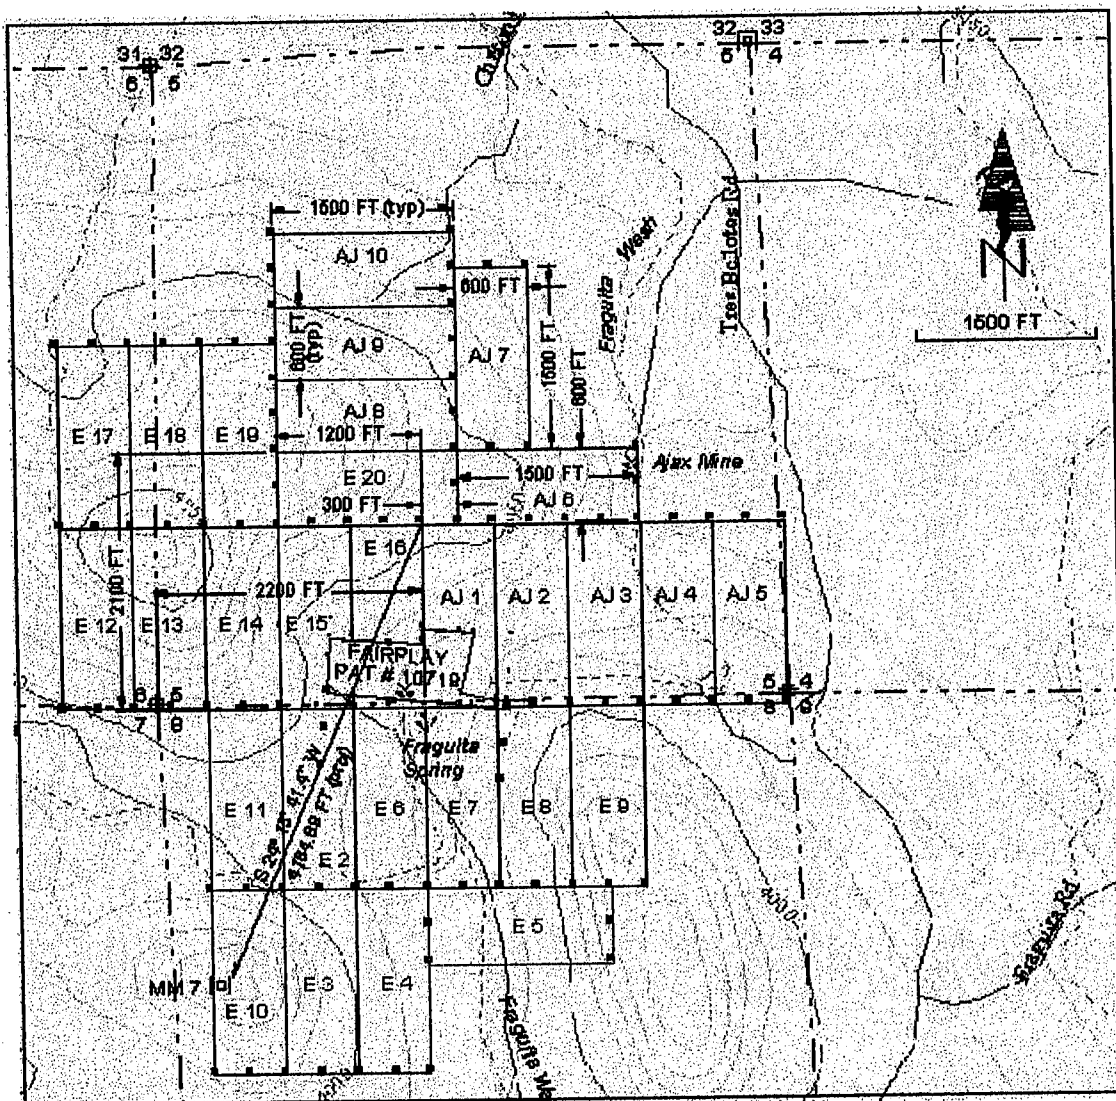 31 32
6 5
32 33
5 4
1500 FT (typ)
AJ 10
600 FT
Fraguita Wash
1500 FT
600 FT
(typ)
AJ 9
AJ 7
1500 FT
600 FT
AJ 8
E 17
E 18
E 19
1200 FT
E 20
1500 FT
Ajax Mine
300 FT
AJ 6
E 16
2100 FT
2200 FT
AJ 1
AJ 2
AJ 3
AJ 4
AJ 5
E 12
E 13
E 14
E 15
FAIRPLAY
PAT #
6 5
7 8
5 4
8 9
Fraguita
Spring
E 11
E 6
E 7
E 8
E 9
E 2
E 5
4000
MM 7
E 10
E 3
E 4
Fraguita Rd
Fraguita Wa